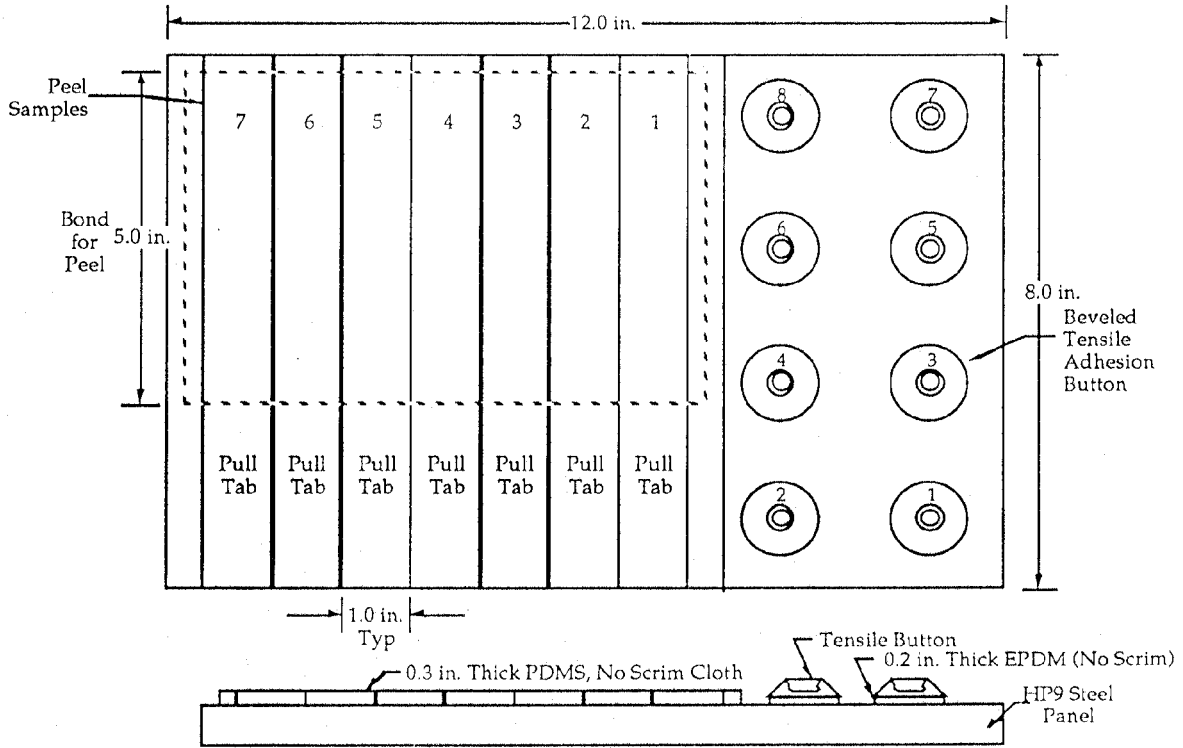 12.0 in.
Peel
Samples
7 6 5 4 3 2 1
8 7
Bond
for
Peel
5.0 in.
6 5
8.0 in.
Beveled
Tensile
Adhesion
Button
4 3
Pull Pull Pull Pull Pull Pull Pull
Tab Tab Tab Tab Tab Tab Tab
2 1
1.0 in.
Typ
Tensile Button
0.3 in. Thick PDMS, No Scrim Cloth
0.2 in. Thick EPDM (No Scrim)
HP9 Steel
Panel